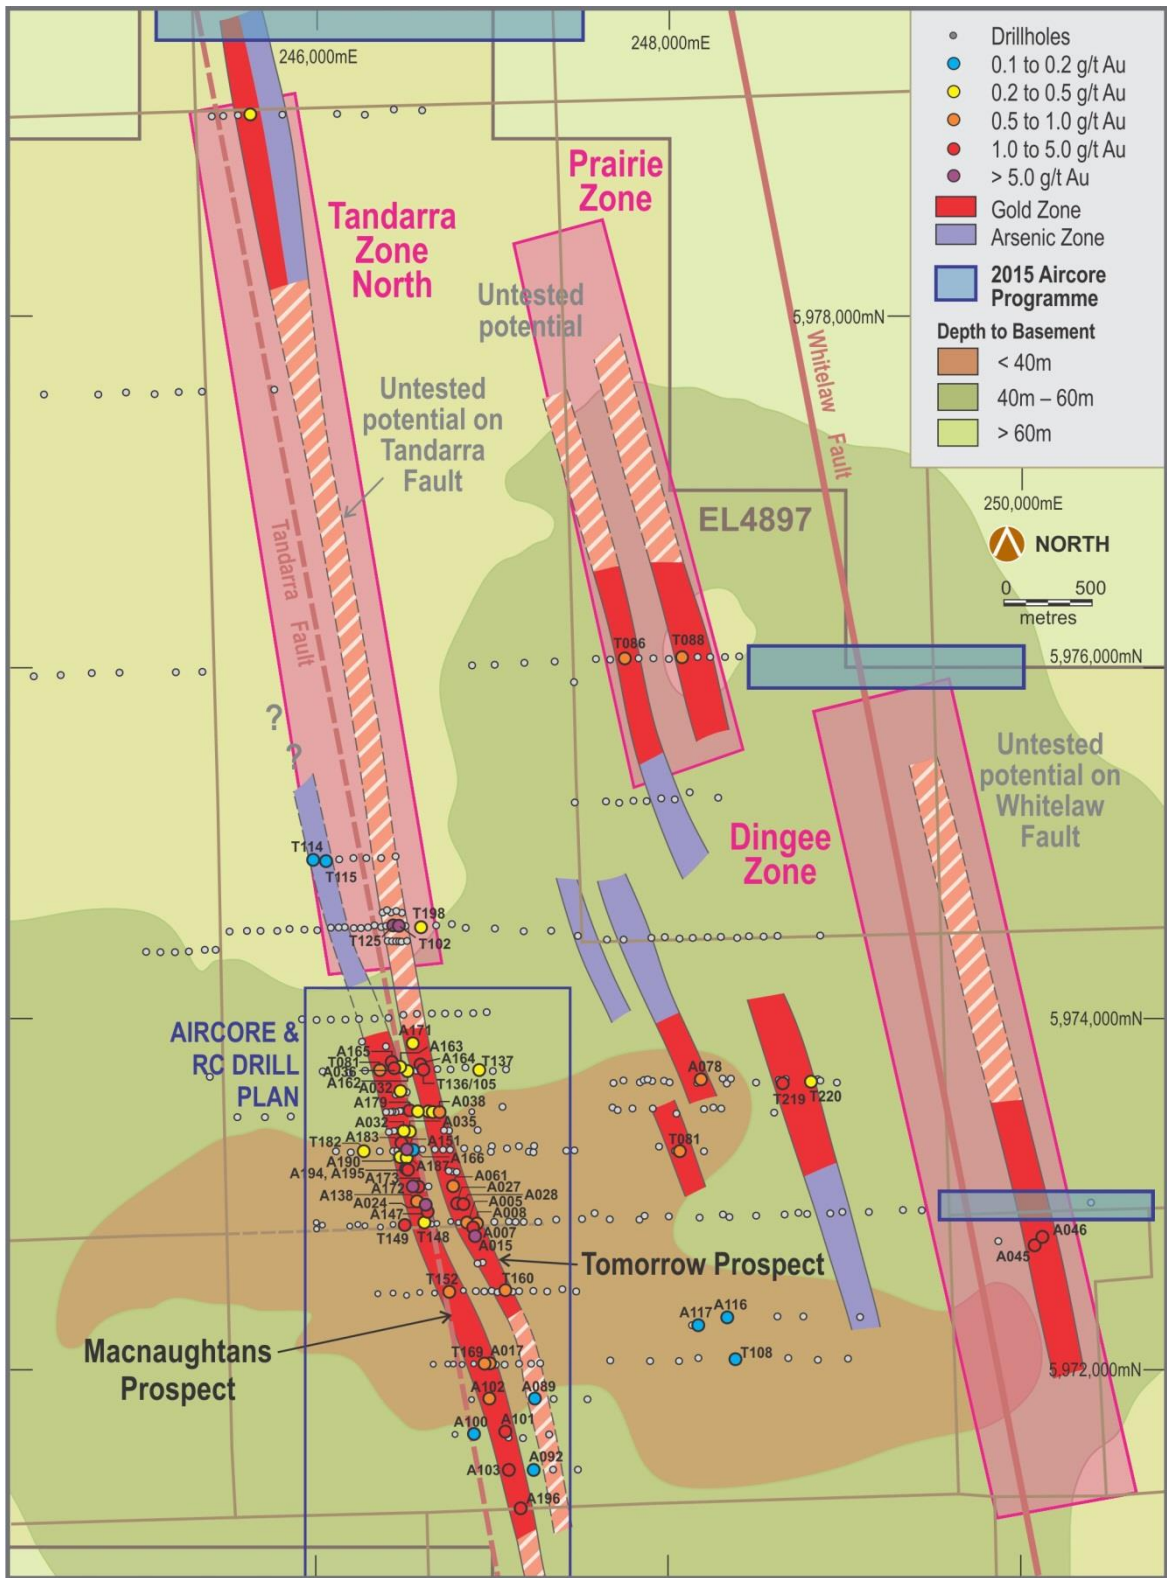 246,000mE
248,000mE
Drillholes
0.1 to 0.2 g/t Au
0.2 to 0.5 g/t Au
0.5 to 1.0 g/t Au
1.0 to 5.0 g/t Au
> 5.0 g/t Au
Gold Zone
Arsenic Zone
2015 Aircore
Programme
Depth to Basement
< 40m
40m – 60m
> 60m
Prairie
Zone
Tandarra
Zone
North
Untested
potential
5,978,000mN
Whitelaw Fault
Untested
potential on
Tandarra
Fault
250,000mE
EL4897
NORTH
0 500
metres
Tandarra Fault
T086
T088
5,976,000mN
?
?
Untested
potential on
Whitelaw
Fault
Dingee
Zone
T114
T115
T198
T125
T102
AIRCORE &
RC DRILL
PLAN
5,974,000mN
A171
A165
A163
T081
A164
T137
A036
A162
T136/105
A032
A179
A038
A032
A035
A183
A151
T182
A190
A166
A194, A195
A187
A173
A061
A172
A027
A138
A028
A024
A005
A147
A008
T149
T148
A007
A015
A078
T219
T220
T081
A046
A045
Tomorrow Prospect
T152
T160
A116
A117
T108
Macnaughtans
Prospect
T169
A017
5,972,000mN
A102
A089
A100
A101
A103
A092
A196